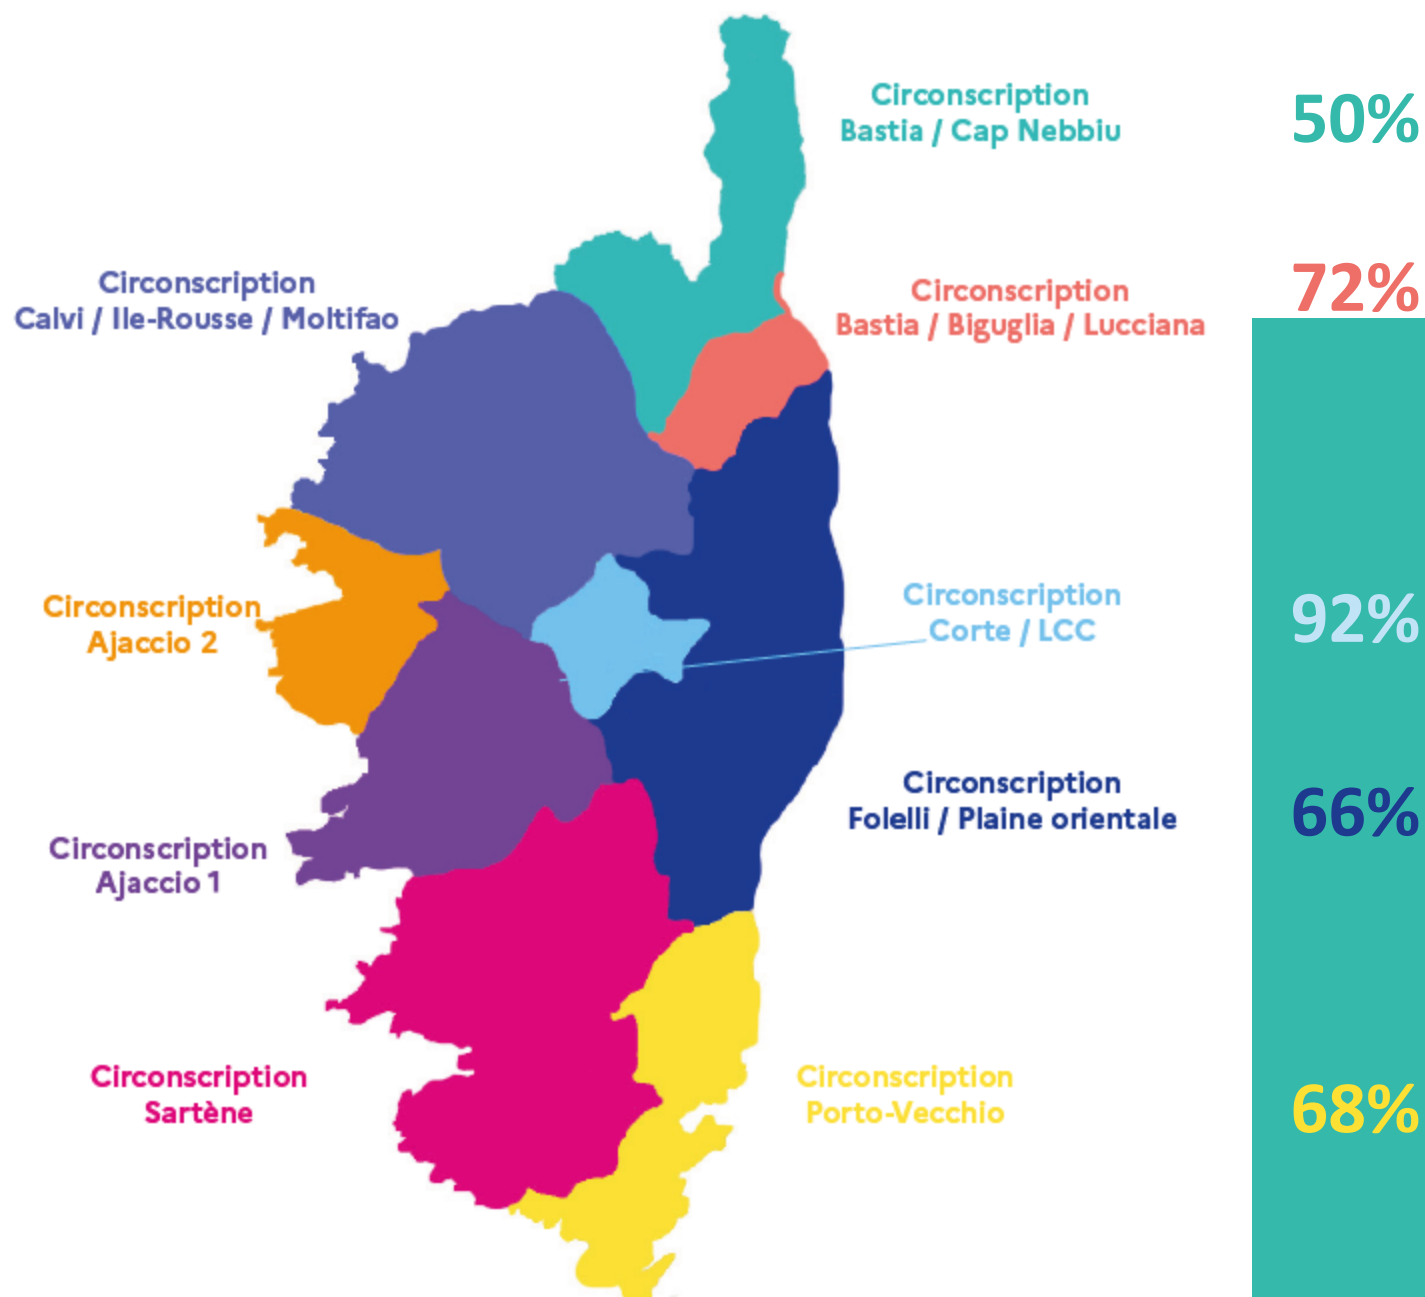 Circonscription
Bastia / Cap Nebbiu
50%
Circonscription
Calvi / Ile-Rousse / Moltifao
Circonscription
Bastia / Biguglia / Lucciana
72%
Circonscription
Ajaccio 2
Circonscription
Corte / LCC
92%
Circonscription
Folelli / Plaine orientale
66%
Circonscription
Ajaccio 1
Circonscription
Sartène
Circonscription
Porto-Vecchio
68%